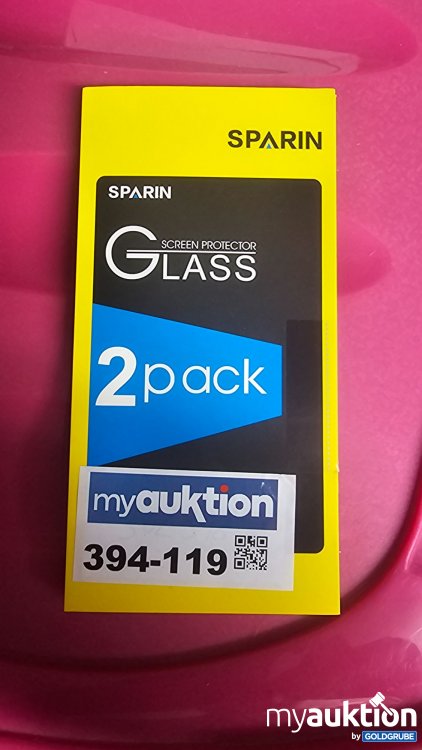 SPARIN
SPARIN
SCREEN PROTECTOR
GLASS
2pack
myauktion
394-119
myauktion
by GOLDGRUBE